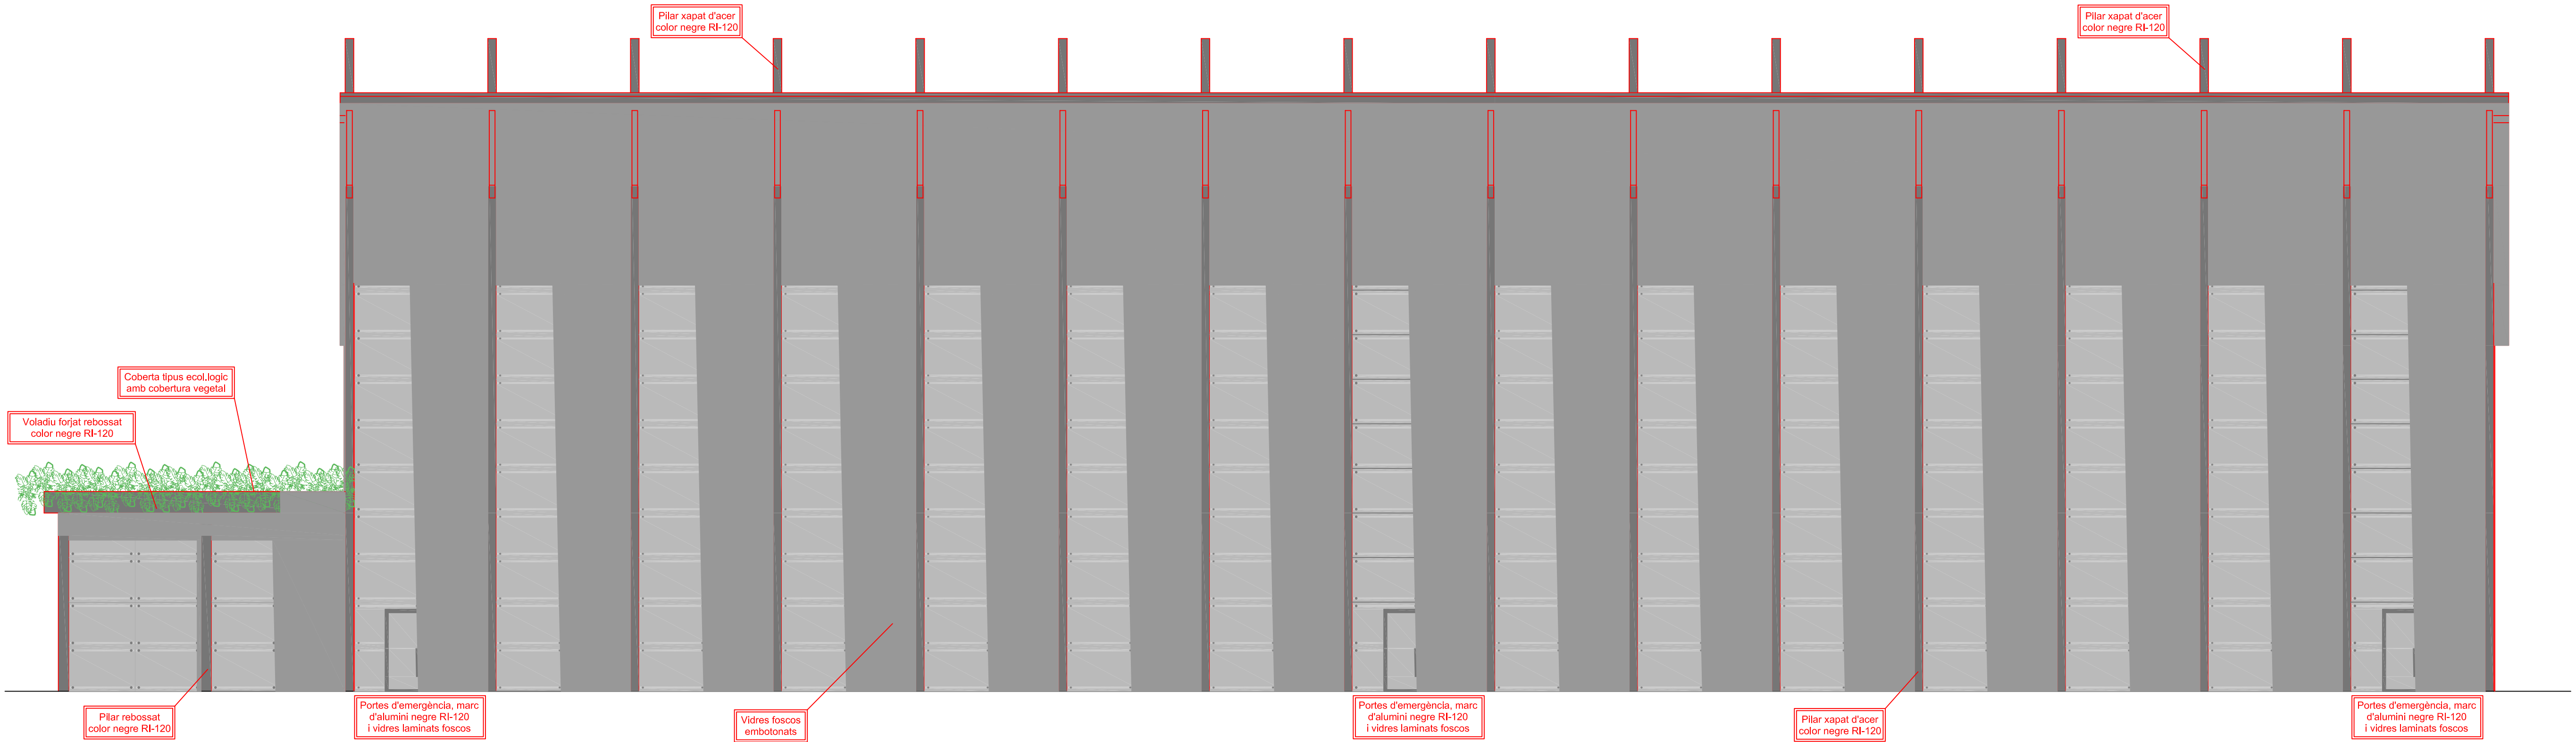 Pilar xapat d'acer
color negre RI-120
Pilar xapat d'acer
color negre RI-120
Coberta tipus ecol.logic
amb cobertura vegetal
Voladiu forjat rebossat
color negre RI-120
Pilar rebossat
color negre RI-120
Portes d'emergència, marc
d'alumini negre RI-120
i vidres laminats foscos
Vidres foscos
embotonats
Portes d'emergència, marc
d'alumini negre RI-120
i vidres laminats foscos
Pilar xapat d'acer
color negre RI-120
Portes d'emergència, marc
d'alumini negre RI-120
i vidres laminats foscos